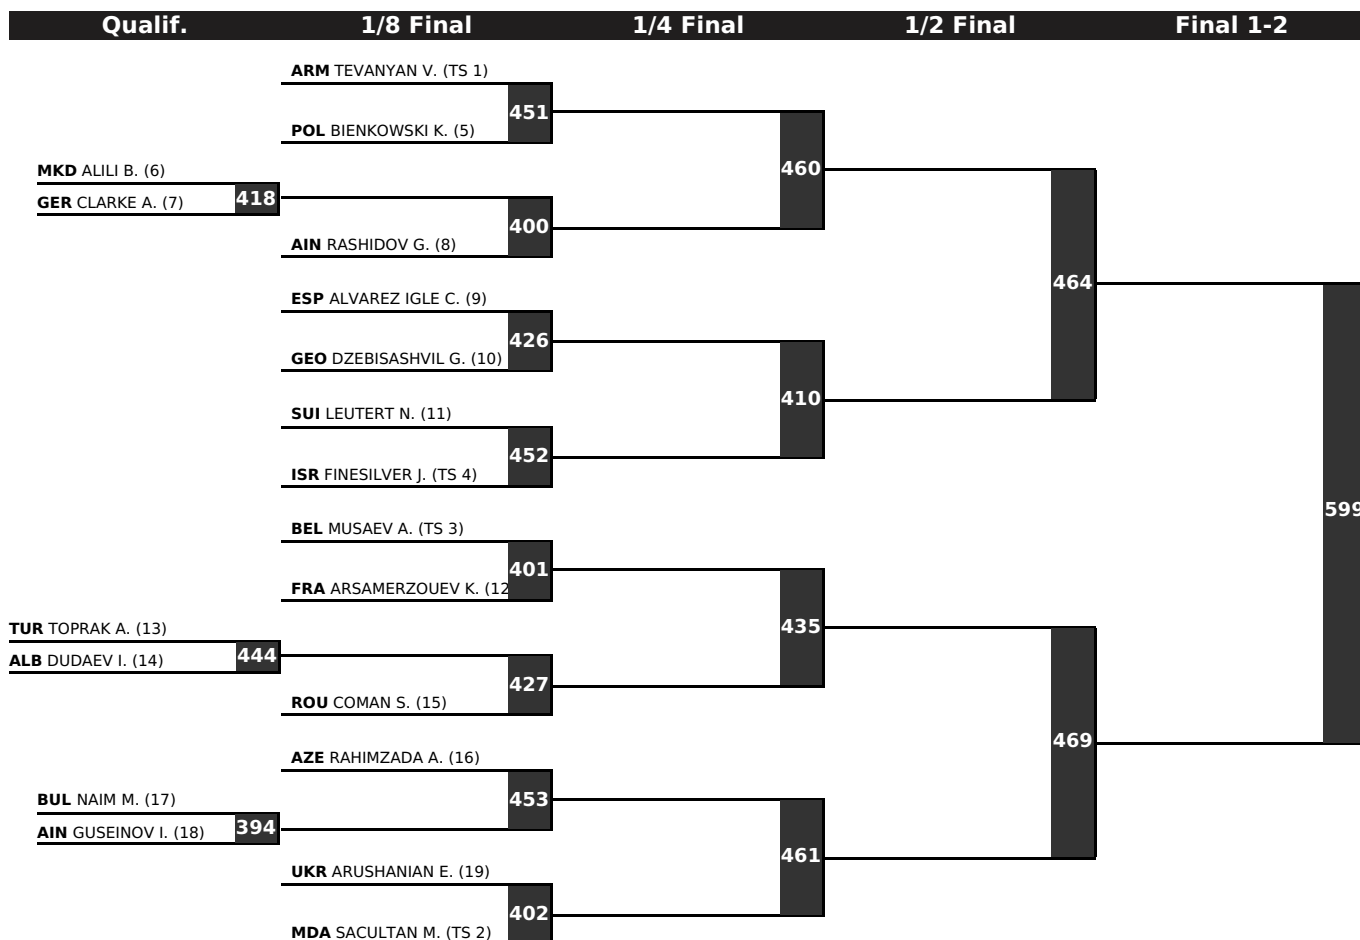 Qualif. 1/8 Final 1/4 Final 1/2 Final Final 1-2
ARM TEVANYAN V. (TS 1)
451
POL BIENKOWSKI K. (5)
MKD ALILI B. (6)
460
418
GER CLARKE A. (7)
400
AIN RASHIDOV G. (8)
464
ESP ALVAREZ IGLE C. (9)
426
GEO DZEBISASHVIL G. (10)
410
SUI LEUTERT N. (11)
452
ISR FINESILVER J. (TS 4)
599
BEL MUSAEV A. (TS 3)
401
FRA ARSAMERZOUEV K. (12
TUR TOPRAK A. (13)
435
444
ALB DUDAEV I. (14)
427
ROU COMAN S. (15)
469
AZE RAHIMZADA A. (16)
BUL NAIM M. (17)
453
394
AIN GUSEINOV I. (18)
461
UKR ARUSHANIAN E. (19)
402
MDA SACULTAN M. (TS 2)